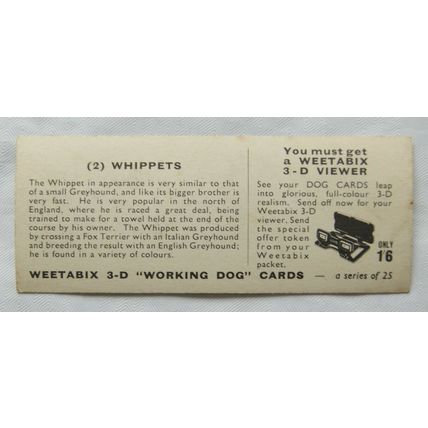 (2) WHIPPETS
The Whippet in appearance is very similar to that
of a small Greyhound, and like its bigger brother is
very fast. He is very popular in the north of
England, where he is raced a great deal, being
trained to make for a towel held at the end of the
course by his owner. The Whippet was produced
by crossing a Fox Terrier with an Italian Greyhound
and breeding the result with an English Greyhound;
he is found in a variety of colours.
You must get
a WEETABIX
3-D VIEWER
See your DOG CARDS leap
into glorious, full-colour 3-D
realism. Send off now for your
Weetabix 3-D
viewer. Send
the special
offer token
from your
Weetabix
packet.
ONLY
1'6
WEETABIX 3-D "WORKING DOG" CARDS — a series of 25